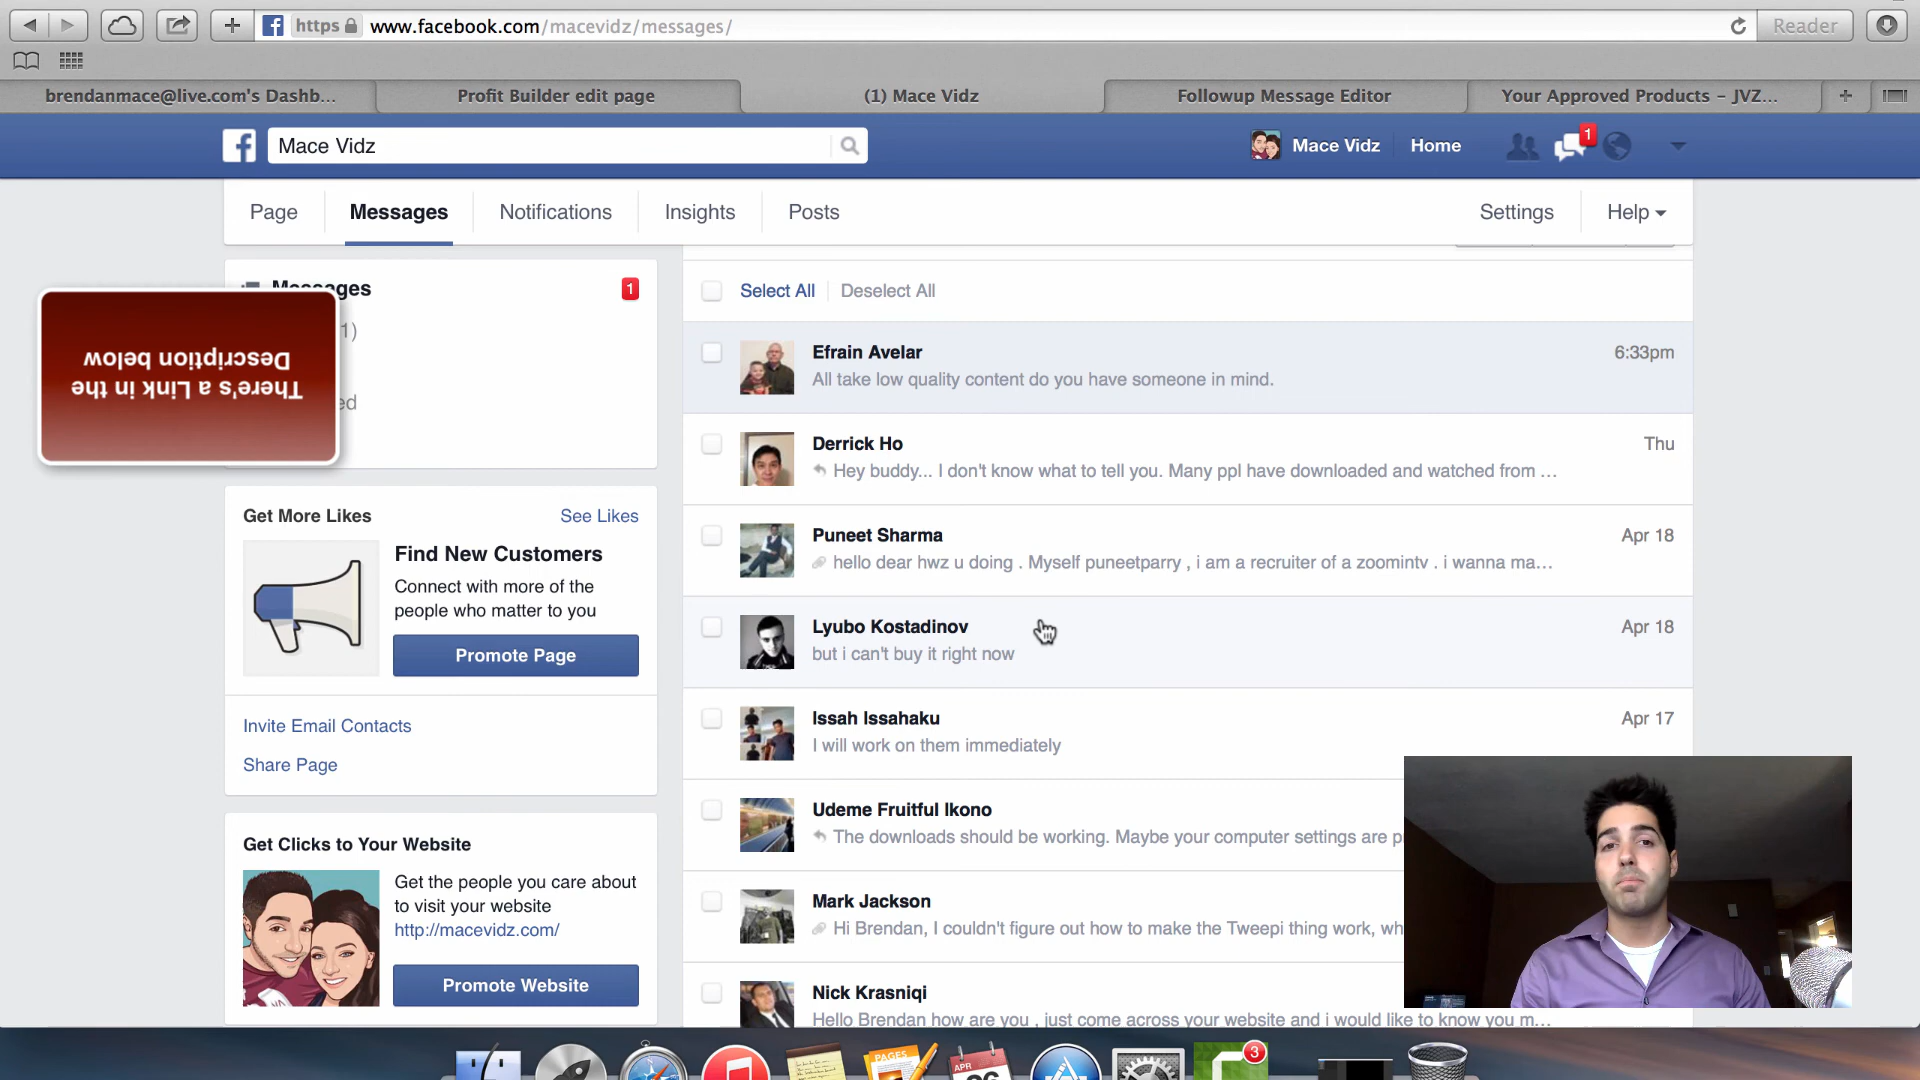 https www.facebook.com/macevidz/messages/
Reader
brendanmace@live.com's Dashb...
Profit Builder edit page
(1) Mace Vidz
Followup Message Editor
Your Approved Products - JVZ...
Mace Vidz
Mace Vidz
Home
1
Page
Messages
Notifications
Insights
Posts
Settings
Help
Messages
1
1)
ed
There's a Link in the
Description below
Get More Likes
See Likes
Find New Customers
Connect with more of the
people who matter to you
Promote Page
Invite Email Contacts
Share Page
Get Clicks to Your Website
Get the people you care about
to visit your website
http://macevidz.com/
Promote Website
Select All
Deselect All
Efrain Avelar
6:33pm
All take low quality content do you have someone in mind.
Derrick Ho
Thu
Hey buddy... I don't know what to tell you. Many ppl have downloaded and watched from ...
Puneet Sharma
Apr 18
hello dear hwz u doing . Myself puneetparry , i am a recruiter of a zoomintv . i wanna ma...
Lyubo Kostadinov
Apr 18
but i can't buy it right now
Issah Issahaku
Apr 17
I will work on them immediately
Udeme Fruitful Ikono
The downloads should be working. Maybe your computer settings are p
Mark Jackson
Hi Brendan, I couldn't figure out how to make the Tweepi thing work, wh
Nick Krasniqi
Hello Brendan how are you , just come across your website and i would like to know you m...
PAGES
APR
3